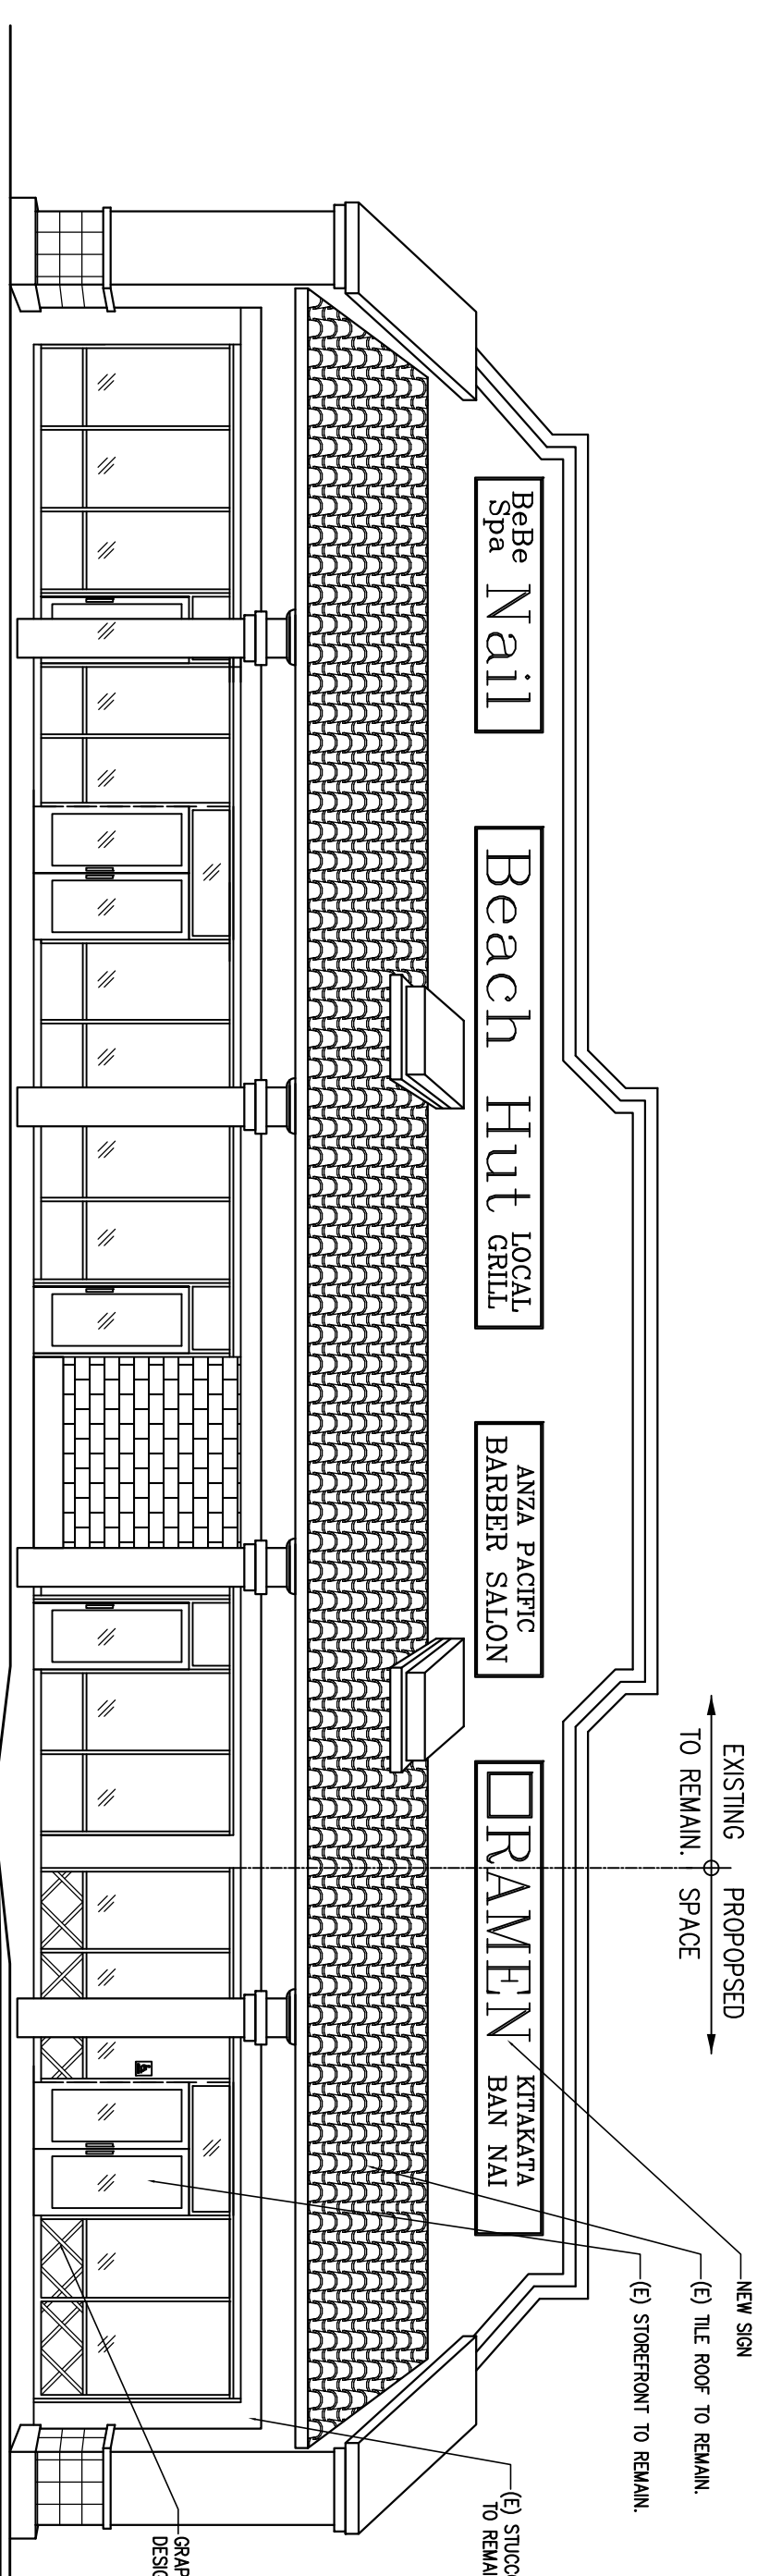 EXISTING
TO REMAIN.
PROPOPSED
SPACE
BeBe
Spa
Nail
Beach Hut
LOCAL
GRILL
ANZA PACIFIC
BARBER SALON
RAMEN
KITAKATA
BAN NAI
NEW SIGN
(E) TILE ROOF TO REMAIN.
(E) STOREFRONT TO REMAIN.
(E)